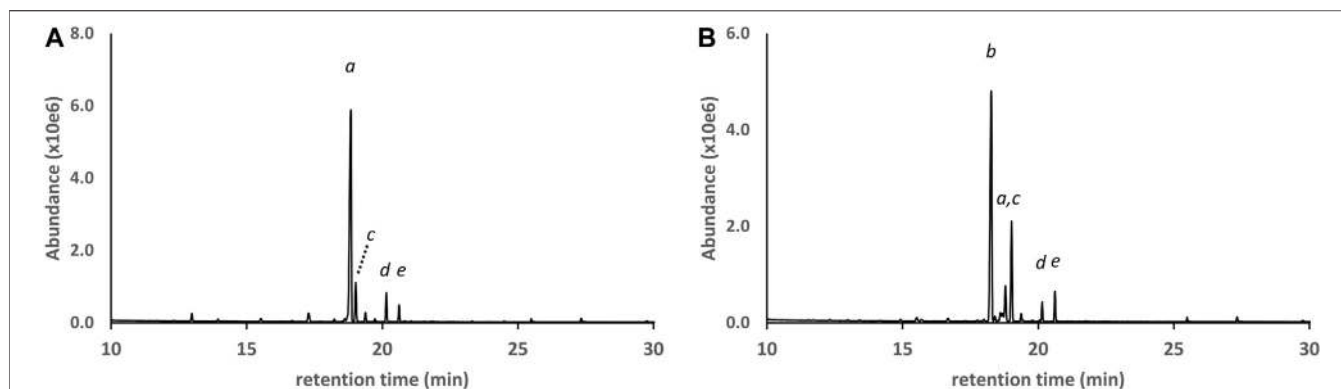 A
8.0
6.0
4.0
2.0
0.0
Abundance (x10e6)
a
c
d e
10 15 20 25 30
retention time (min)
B
6.0
4.0
2.0
0.0
Abundance (x10e6)
b
a,c
d e
10 15 20 25 30
retention time (min)